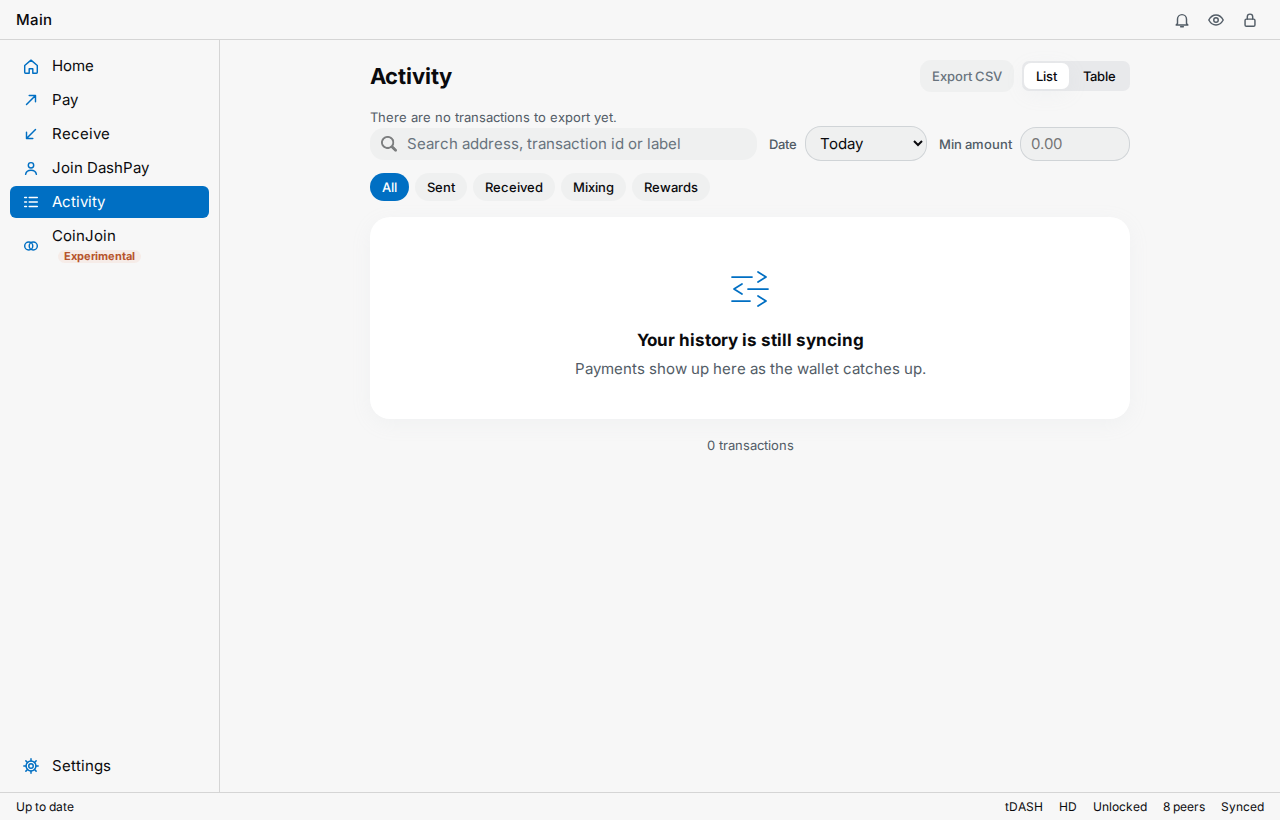 Main
Home
Pay
Receive
Join DashPay
Activity
CoinJoin
Experimental
Settings
Activity
Export CSV
List
Table
There are no transactions to export yet.
Search address, transaction id or label
Date
Today
Min amount
0.00
All
Sent
Received
Mixing
Rewards
Your history is still syncing
Payments show up here as the wallet catches up.
0 transactions
Up to date
tDASH
HD
Unlocked
8 peers
Synced